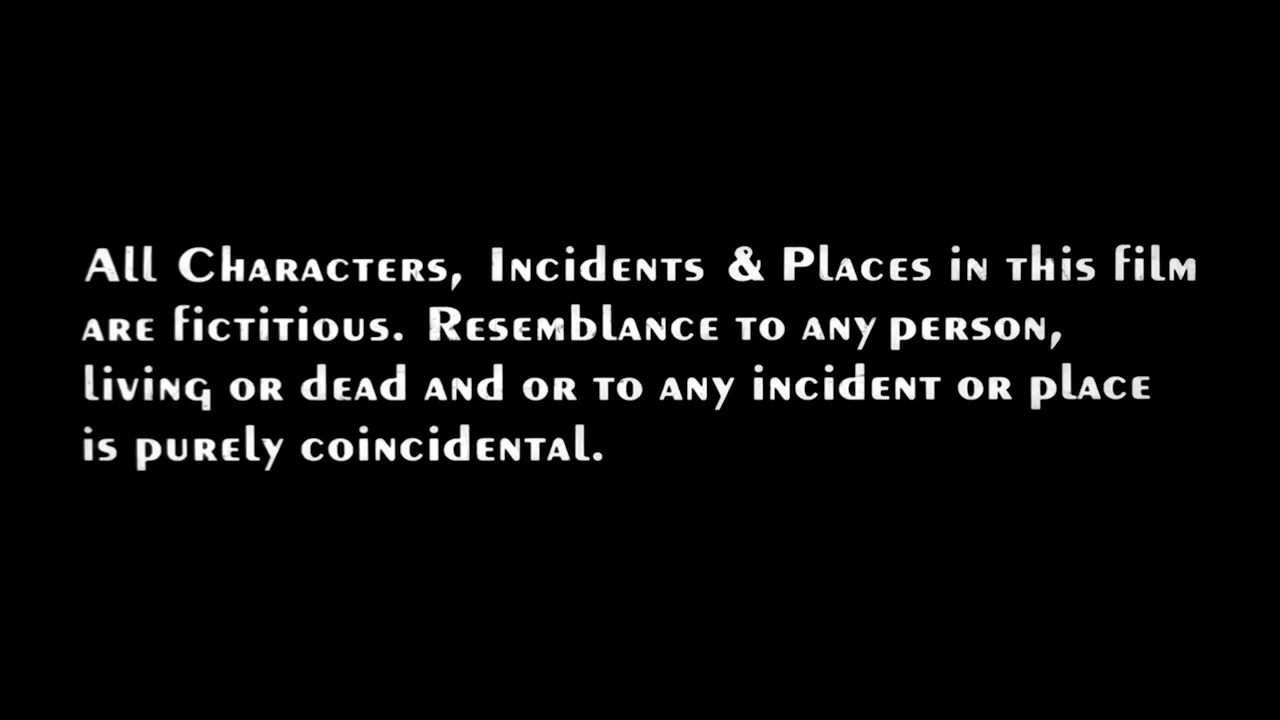 All Characters, Incidents & Places in this film
are fictitious. Resemblance to any person,
living or dead and or to any incident or place
is purely coincidental.